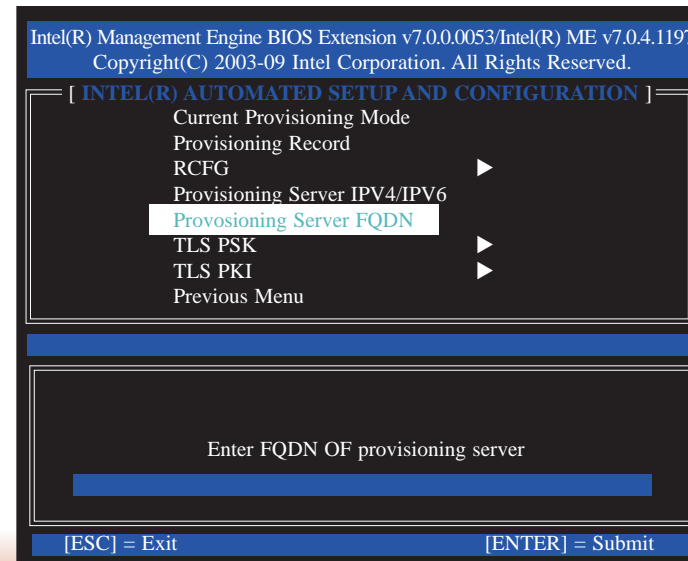 Intel(R) Management Engine BIOS Extension v7.0.0.0053/Intel(R) ME v7.0.4.1197
Copyright(C) 2003-09 Intel Corporation. All Rights Reserved.
[ INTEL(R) AUTOMATED SETUP AND CONFIGURATION ]
Current Provisioning Mode
Provisioning Record
RCFG
Provisioning Server IPV4/IPV6
Provosioning Server FQDN
TLS PSK
TLS PKI
Previous Menu
Enter FQDN OF provisioning server
[ESC] = Exit [ENTER] = Submit